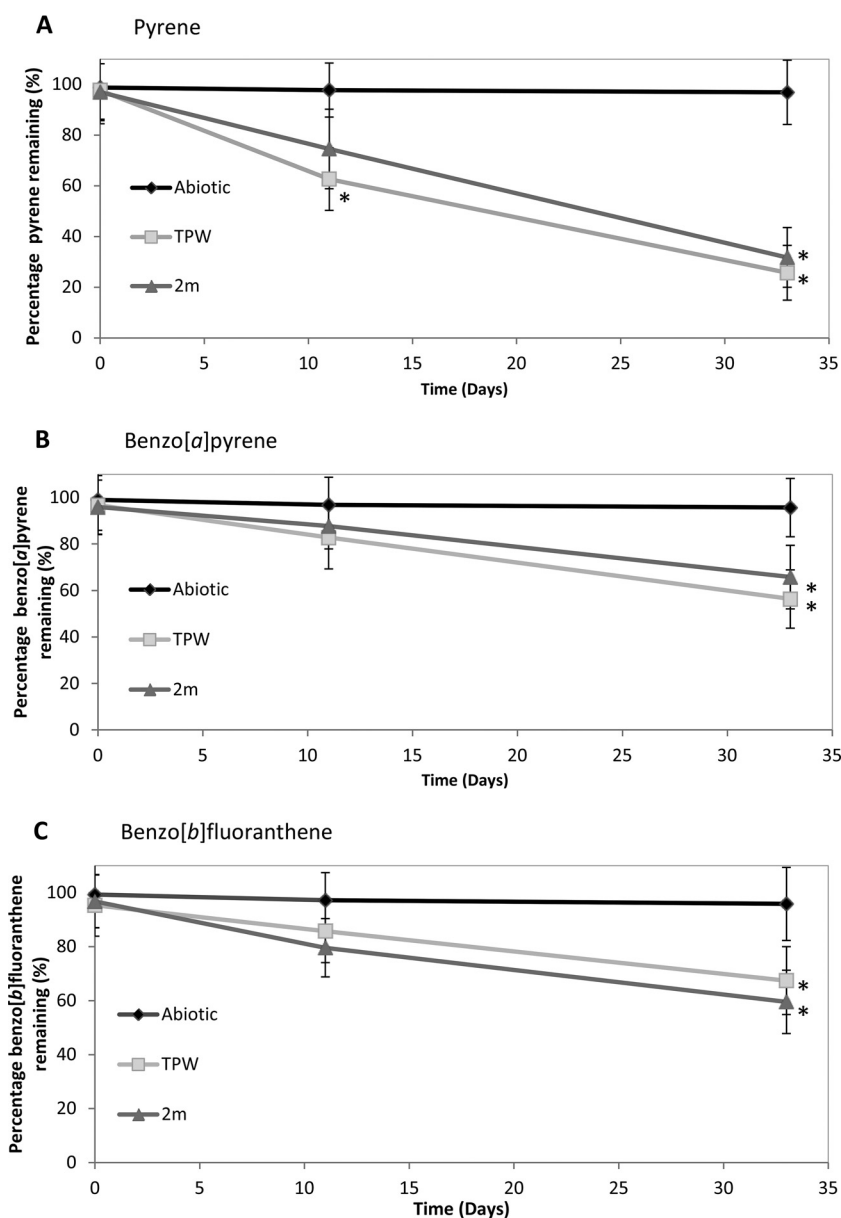 A Pyrene
Percentage pyrene remaining (%)
100
80
60
40
20
0
Abiotic
TPW
2m
*
*
*
0 5 10 15 20 25 30 35
Time (Days)
B Benzo[a]pyrene
Percentage benzo[a]pyrene
remaining (%)
100
80
60
40
20
0
Abiotic
TPW
2m
*
*
0 5 10 15 20 25 30 35
Time (Days)
C Benzo[b]fluoranthene
Percentage benzo[b]fluoranthene
remaining (%)
100
80
60
40
20
0
Abiotic
TPW
2m
*
*
0 5 10 15 20 25 30 35
Time (Days)